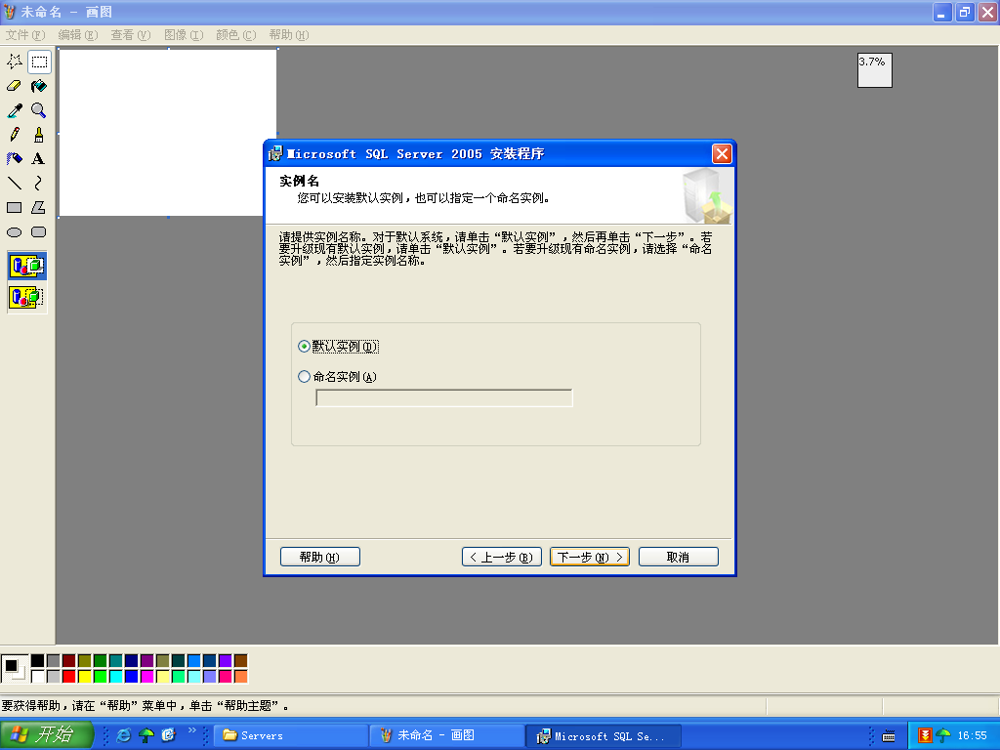 未命名 - 画图
文件(F) 编辑(E) 查看(V) 图像(I) 颜色(C) 帮助(H)
3.7%
Microsoft SQL Server 2005 安装程序
实例名
您可以安装默认实例，也可以指定一个命名实例。
请提供实例名称。对于默认系统，请单击“默认实例”，然后再单击“下一步”。若
要升级现有默认实例，请单击“默认实例”。若要升级现有命名实例，请选择“命名
实例”，然后指定实例名称。
默认实例(D)
命名实例(A)
帮助(H) < 上一步(B) 下一步(N) > 取消
要获得帮助，请在“帮助”菜单中，单击“帮助主题”。
开始 Servers 未命名 - 画图 Microsoft SQL Se... 16:55